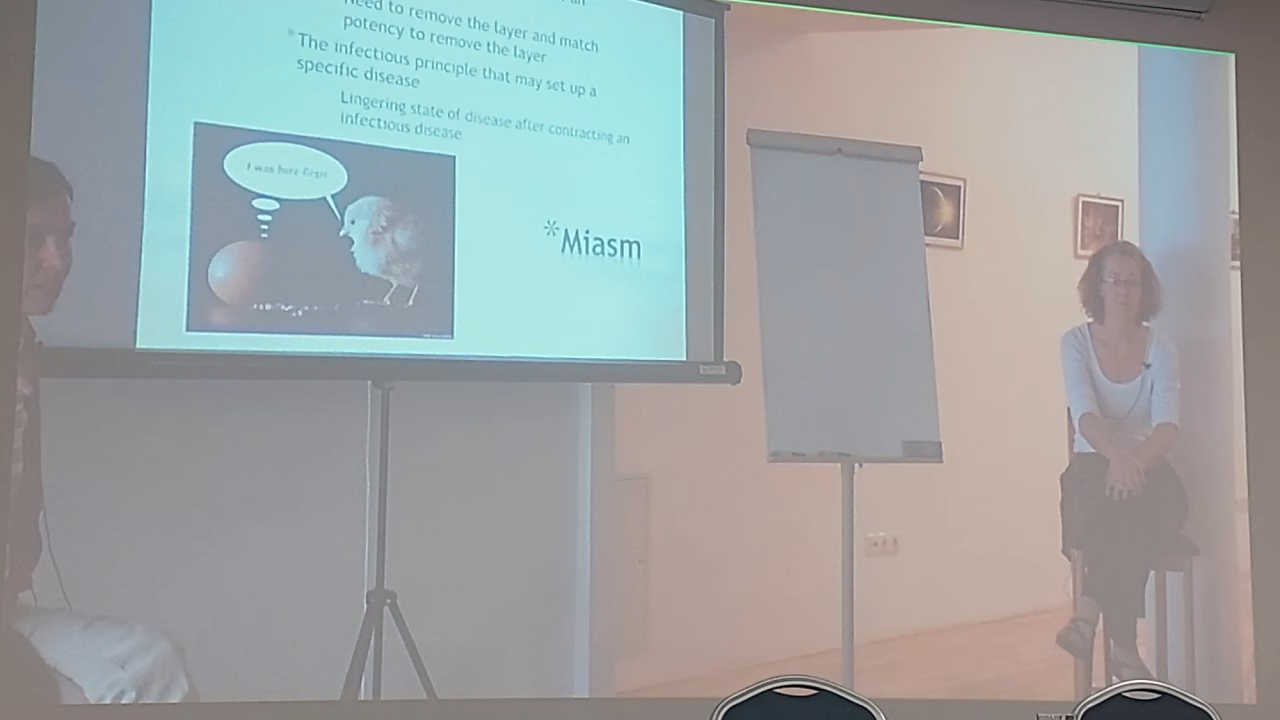 Need to remove the layer and match
potency to remove the layer
* The infectious principle that may set up a
specific disease
Lingering state of disease after contracting an
infectious disease
I was here first!
*Miasm